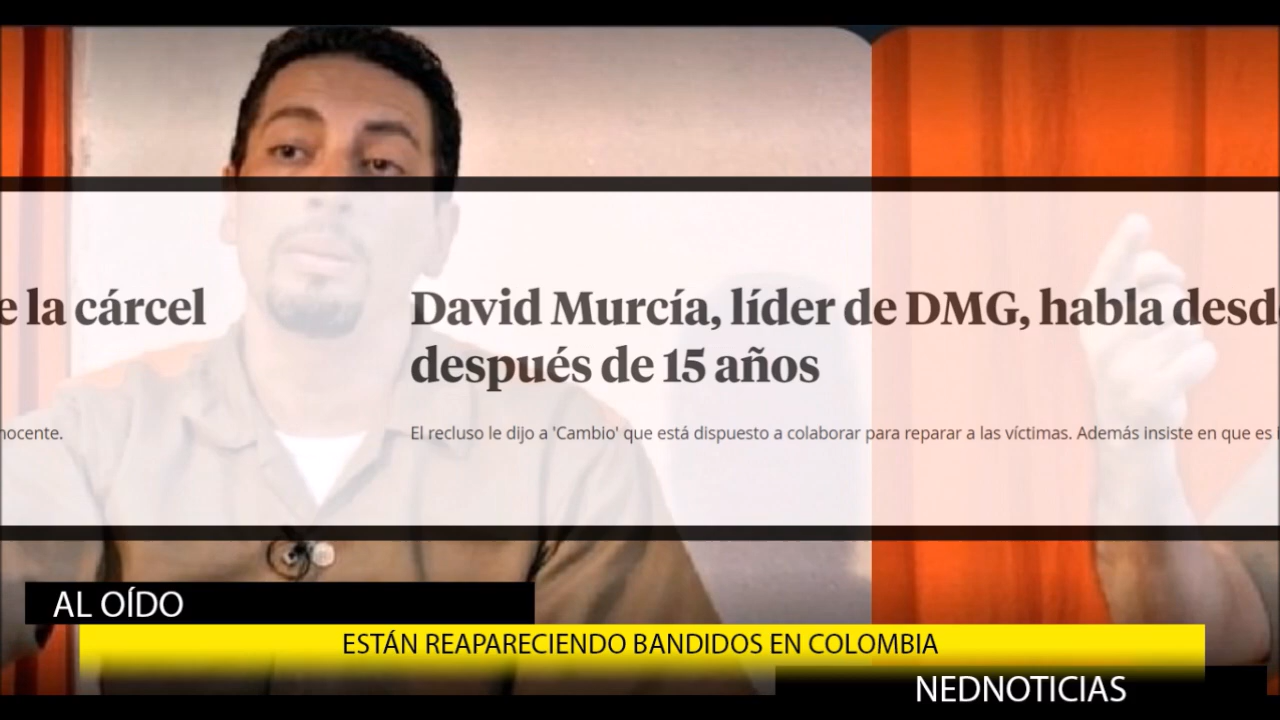 e la cárcel
David Murcía, líder de DMG, habla desd
después de 15 años
nocente.
El recluso le dijo a 'Cambio' que está dispuesto a colaborar para reparar a las víctimas. Además insiste en que es i
AL OÍDO
ESTÁN REAPARECIENDO BANDIDOS EN COLOMBIA
NEDNOTICIAS